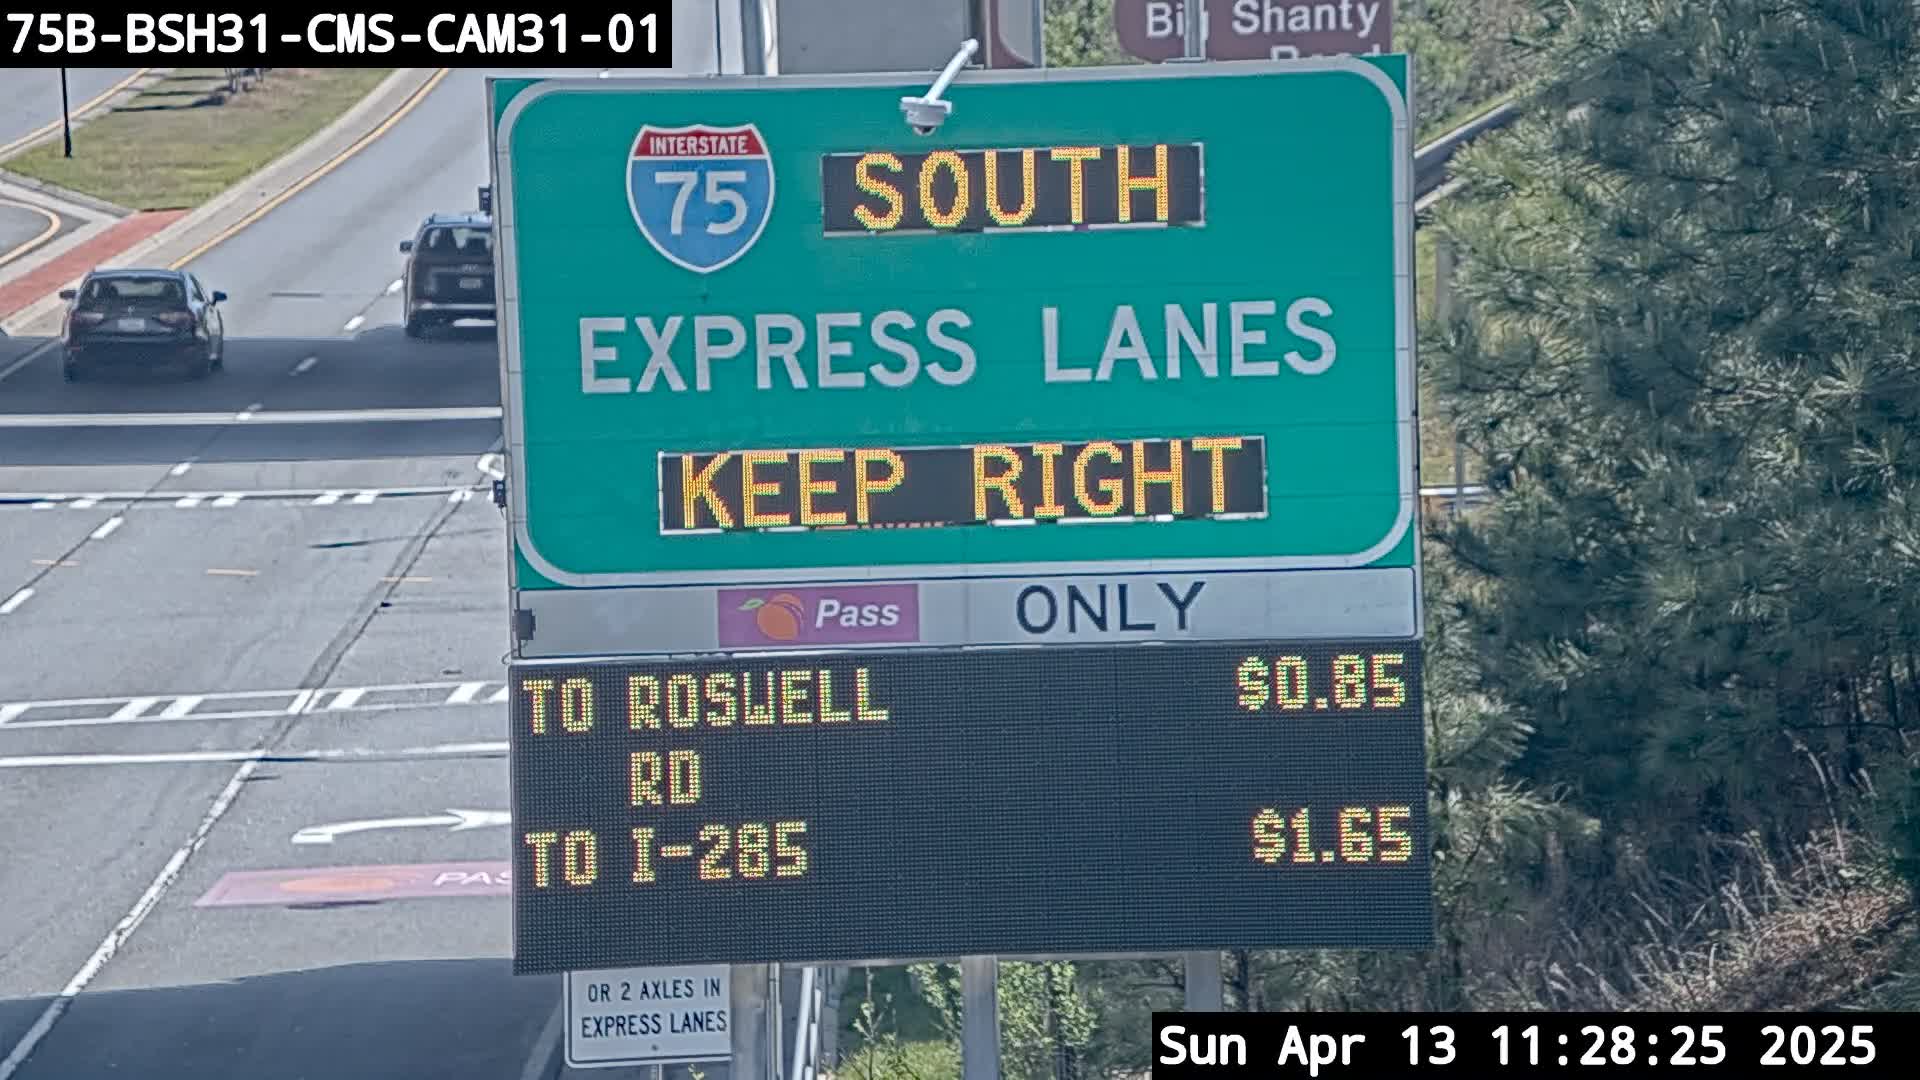 75B-BSH31-CMS-CAM31-01
Big Shanty
Road
INTERSTATE
75
SOUTH
EXPRESS LANES
KEEP RIGHT
Pass ONLY
TO ROSWELL $0.85
RD
TO I-285 $1.65
OR 2 AXLES IN
EXPRESS LANES
Sun Apr 13 11:28:25 2025